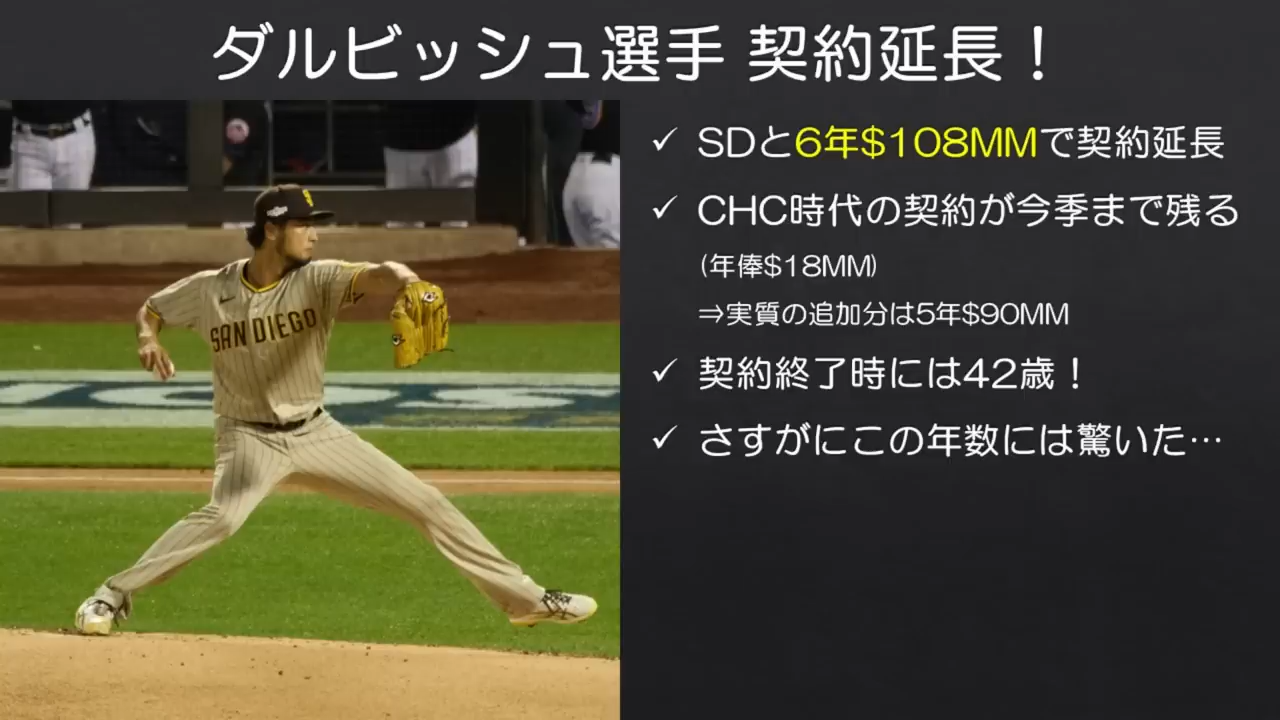 ダルビッシュ選手 契約延長！
✓ SDと6年$108MMで契約延長
✓ CHC時代の契約が今季まで残る
(年俸$18MM)
⇒実質の追加分は5年$90MM
✓ 契約終了時には42歳！
✓ さすがにこの年数には驚いた…
SAN DIEGO